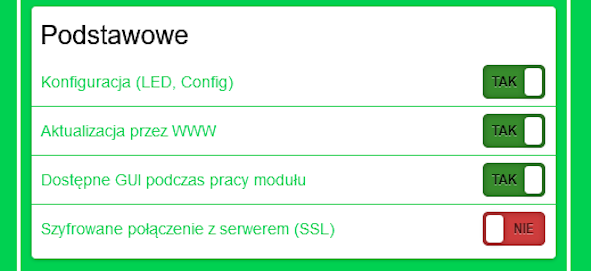 Podstawowe
Konfiguracja (LED, Config) TAK
Aktualizacja przez WWW TAK
Dostępne GUI podczas pracy modułu TAK
Szyfrowane połączenie z serwerem (SSL) NIE